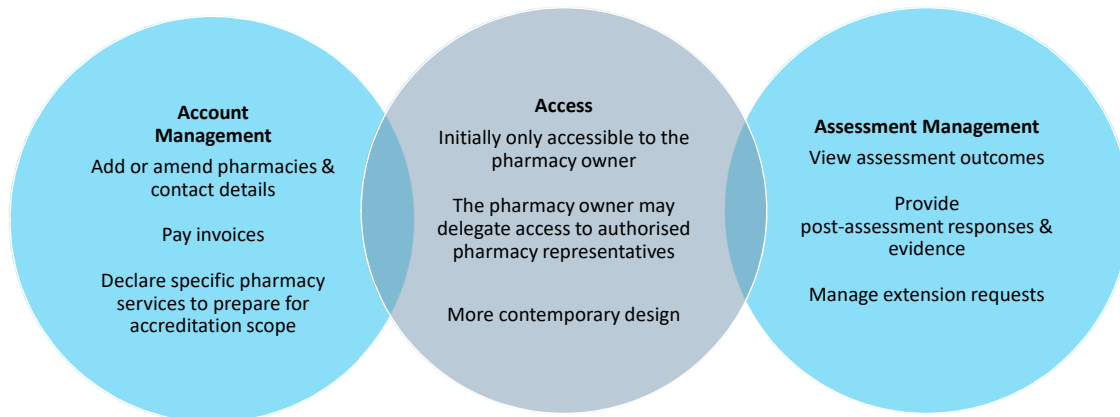 Account
Management
Add or amend pharmacies &
contact details
Pay invoices
Declare specific pharmacy
services to prepare for
accreditation scope
Access
Initially only accessible to the
pharmacy owner
The pharmacy owner may
delegate access to authorised
pharmacy representatives
More contemporary design
Assessment Management
View assessment outcomes
Provide
post-assessment responses &
evidence
Manage extension requests